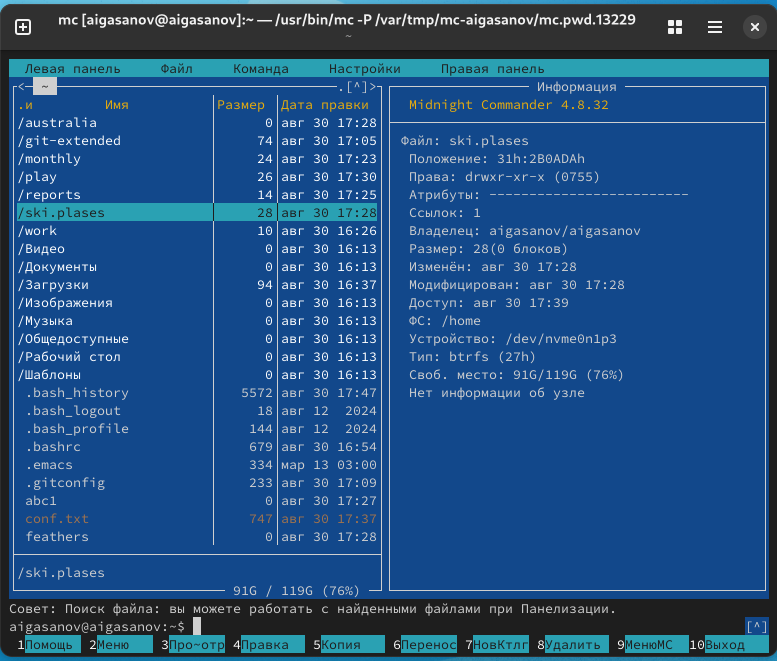 mc [aigasanov@aigasanov]:~ — /usr/bin/mc -P /var/tmp/mc-aigasanov/mc.pwd.13229
~
Левая панель Файл Команда Настройки Правая панель
<─ ~ .[^]>
.и Имя Размер Дата правки
/australia 0 авг 30 17:28
/git-extended 74 авг 30 17:05
/monthly 24 авг 30 17:23
/play 26 авг 30 17:30
/reports 14 авг 30 17:25
/ski.plases 28 авг 30 17:28
/work 10 авг 30 16:26
/Видео 0 авг 30 16:13
/Документы 0 авг 30 16:13
/Загрузки 94 авг 30 16:37
/Изображения 0 авг 30 16:13
/Музыка 0 авг 30 16:13
/Общедоступные 0 авг 30 16:13
/Рабочий стол 0 авг 30 16:13
/Шаблоны 0 авг 30 16:13
.bash_history 5572 авг 30 17:47
.bash_logout 18 авг 12 2024
.bash_profile 144 авг 12 2024
.bashrc 679 авг 30 16:54
.emacs 334 мар 13 03:00
.gitconfig 233 авг 30 17:09
abc1 0 авг 30 17:27
conf.txt 747 авг 30 17:37
feathers 0 авг 30 17:28
/ski.plases
91G / 119G (76%)
Информация
Midnight Commander 4.8.32
Файл: ski.plases
Положение: 31h:2B0ADAh
Права: drwxr-xr-x (0755)
Атрибуты: -------------------------
Ссылок: 1
Владелец: aigasanov/aigasanov
Размер: 28(0 блоков)
Изменён: авг 30 17:28
Модифицирован: авг 30 17:28
Доступ: авг 30 17:39
ФС: /home
Устройство: /dev/nvme0n1p3
Тип: btrfs (27h)
Своб. место: 91G/119G (76%)
Нет информации об узле
Совет: Поиск файла: вы можете работать с найденными файлами при Панелизации.
aigasanov@aigasanov:~$ [^]
1Помощь 2Меню 3Про~отр 4Правка 5Копия 6Перенос 7НовКтлг 8Удалить 9МенюMC 10Выход